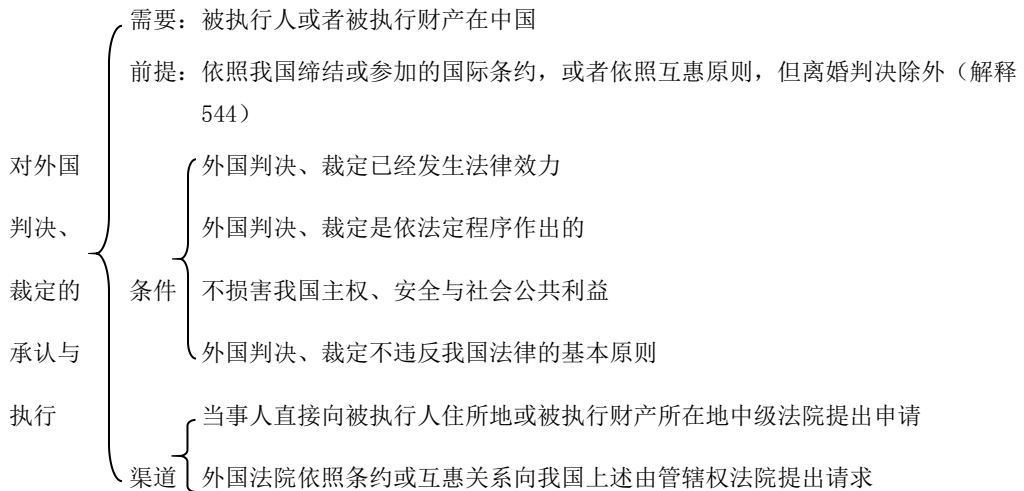 需要：被执行人或者被执行财产在中国
前提：依照我国缔结或参加的国际条约，或者依照互惠原则，但离婚判决除外（解释
544）
对外国
外国判决、裁定已经发生法律效力
判决、
外国判决、裁定是依法定程序作出的
裁定的
条件
不损害我国主权、安全与社会公共利益
承认与
外国判决、裁定不违反我国法律的基本原则
执行
当事人直接向被执行人住所地或被执行财产所在地中级法院提出申请
渠道
外国法院依照条约或互惠关系向我国上述由管辖权法院提出请求